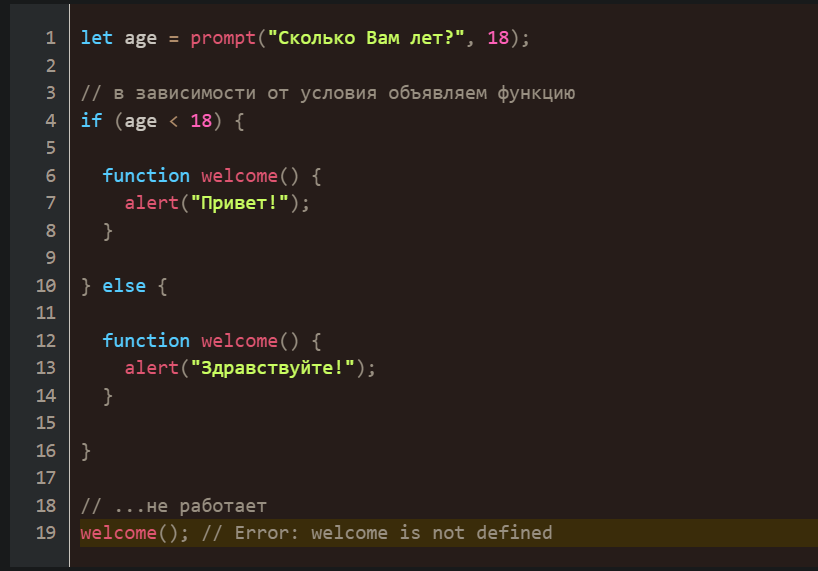 1 let age = prompt("Сколько Вам лет?", 18);
2
3 // в зависимости от условия объявляем функцию
4 if (age < 18) {
5
6   function welcome() {
7     alert("Привет!");
8   }
9
10 } else {
11
12   function welcome() {
13     alert("Здравствуйте!");
14   }
15
16 }
17
18 // ...не работает
19 welcome(); // Error: welcome is not defined